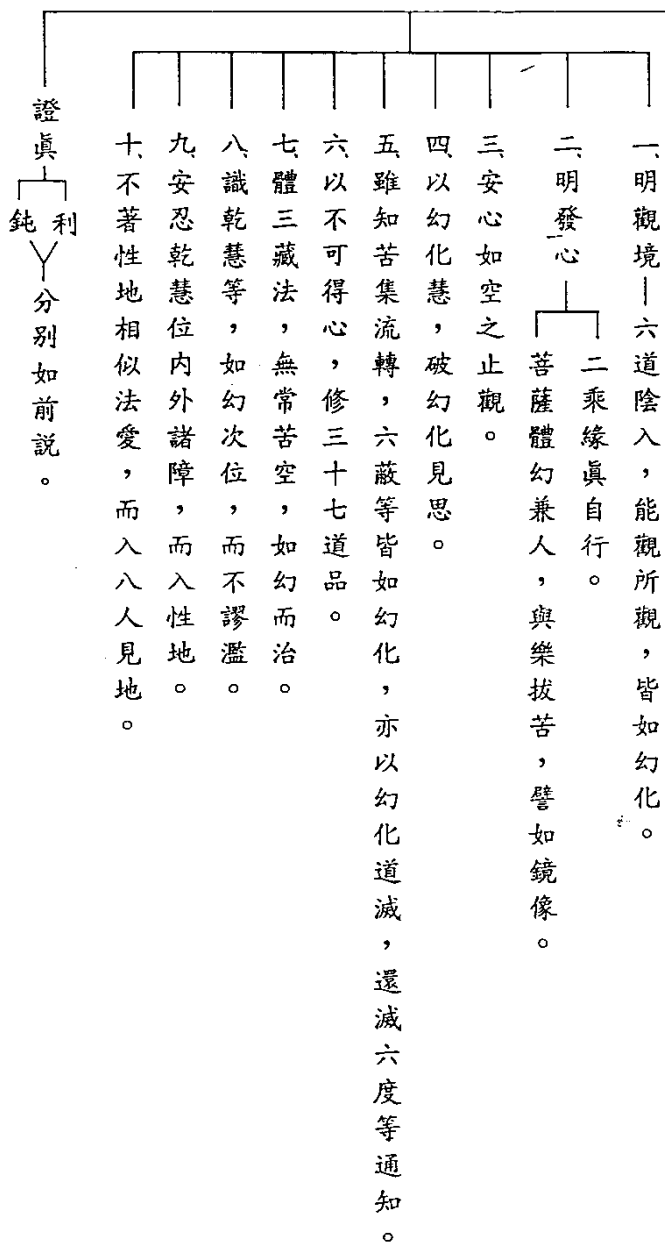 一、明觀境—六道陰入，能觀所觀，皆如幻化。
二、明發心
二乘緣眞自行。
菩薩體幻兼人，與樂拔苦，譬如鏡像。
三、安心如空之止觀。
四、以幻化慧，破幻化見思。
五、雖知苦集流轉，六蔽等皆如幻化，亦以幻化道滅，還滅六度等通知。
六、以不可得心，修三十七道品。
七、體三藏法，無常苦空，如幻而治。
八、識乾慧等，如幻次位，而不謬濫。
九、安忍乾慧位内外諸障，而入性地。
十、不著性地相似法愛，而入八人見地。
證眞
利
鈍
分別如前説。